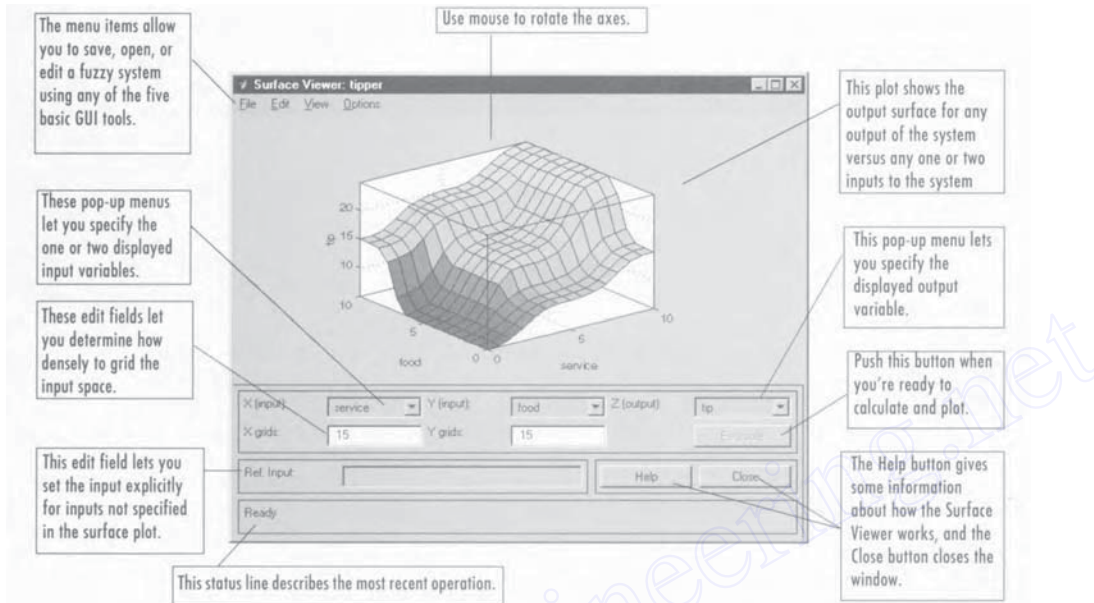 The menu items allow
you to save, open, or
edit a fuzzy system
using any of the five
basic GUI tools.
Use mouse to rotate the axes.
This plot shows the
output surface for any
output of the system
versus any one or two
inputs to the system
These pop-up menus
let you specify the
one or two displayed
input variables.
This pop-up menu lets
you specify the
displayed output
variable.
These edit fields let
you determine how
densely to grid the
input space.
Push this button when
you're ready to
calculate and plot.
This edit field lets you
set the input explicitly
for inputs not specified
in the surface plot.
The Help button gives
some information
about how the Surface
Viewer works, and the
Close button closes the
window.
This status line describes the most recent operation.
Surface Viewer: tipper
File Edit View Options
20
15
10
tip
10
5
0
food
0
5
10
service
X (input): service Y (input): food Z (output): tip
X grids: 15 Y grids: 15 Evaluate
Ref. Input: Help Close
Ready
ineering.net